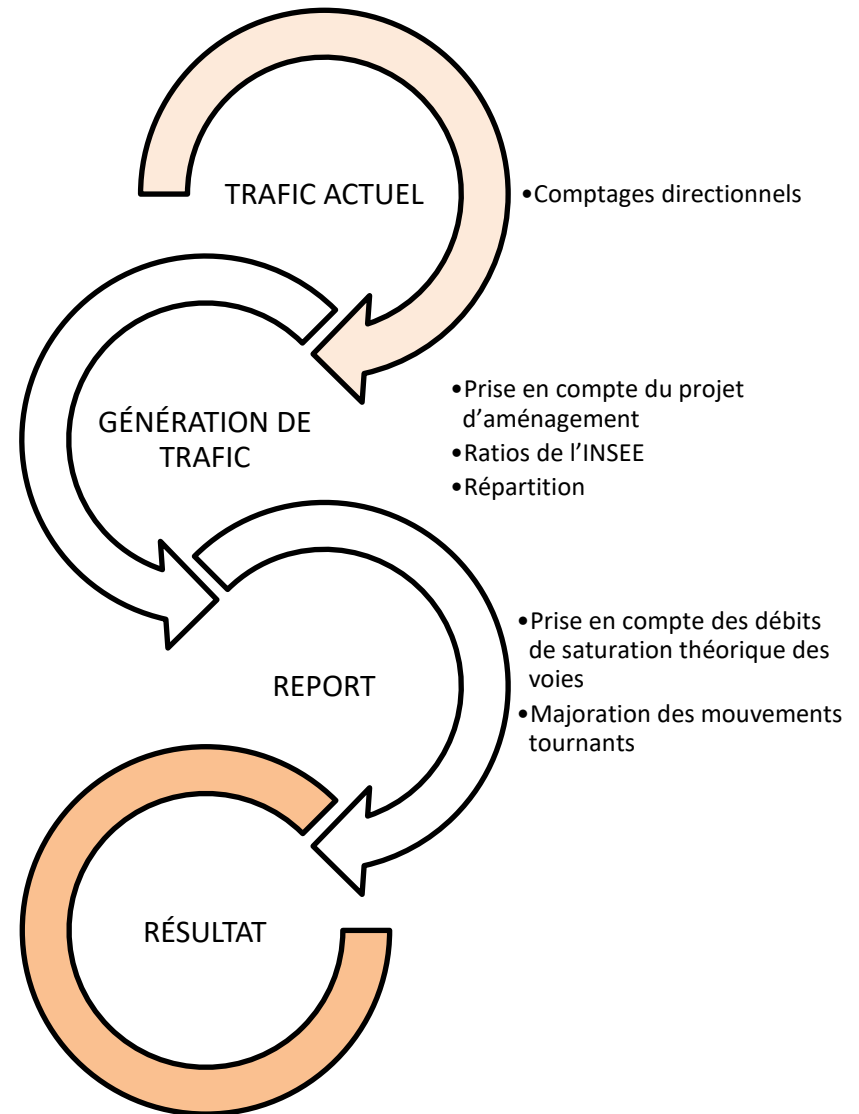 TRAFIC ACTUEL
•Comptages directionnels
GÉNÉRATION DE
TRAFIC
•Prise en compte du projet
d’aménagement
•Ratios de l’INSEE
•Répartition
REPORT
•Prise en compte des débits
de saturation théorique des
voies
•Majoration des mouvements
tournants
RÉSULTAT